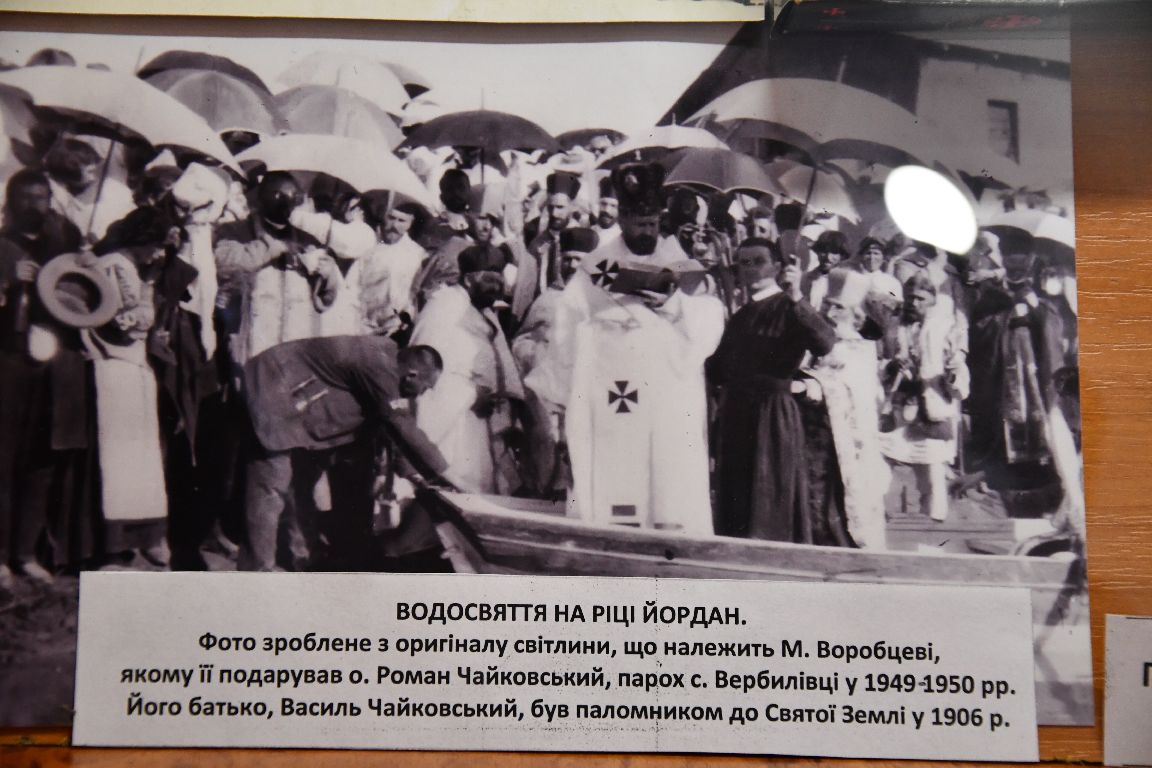 ВОДОСВЯТТЯ НА РІЦІ ЙОРДАН.
Фото зроблене з оригіналу світлини, що належить М. Воробцеві,
якому її подарував о. Роман Чайковський, парох с. Вербилівці у 1949-1950 рр.
Його батько, Василь Чайковський, був паломником до Святої Землі у 1906 р.